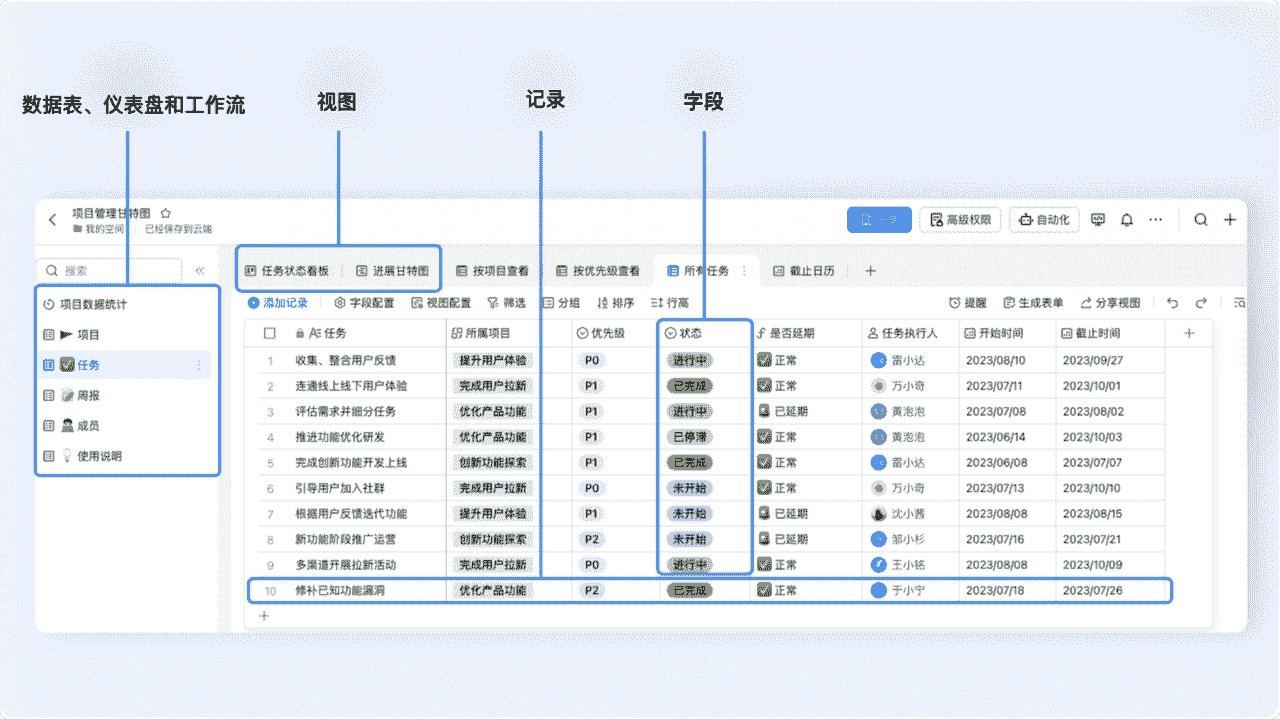 数据表、仪表盘和工作流
视图
记录
字段
项目管理甘特图
我的空间 已经保存到云端
高级权限 自动化
搜索
任务状态看板 进展甘特图 按项目查看 按优先级查看 所有任务 截止日历
项目数据统计
项目
任务
周报
成员
使用说明
添加记录 字段配置 视图配置 筛选 分组 排序 行高 提醒 生成表单 分享视图
任务 所属项目 优先级 状态 是否延期 任务执行人 开始时间 截止时间
1 收集、整合用户反馈 提升用户体验 P0 进行中 正常 雷小达 2023/08/10 2023/09/27
2 连通线上线下用户体验 完成用户拉新 P1 已完成 正常 万小奇 2023/07/11 2023/10/01
3 评估需求并细分任务 优化产品功能 P1 进行中 已延期 黄泡泡 2023/07/08 2023/08/02
4 推进功能优化研发 优化产品功能 P1 已停滞 正常 黄泡泡 2023/06/14 2023/10/03
5 完成创新功能开发上线 创新功能探索 P1 已完成 正常 雷小达 2023/06/08 2023/07/07
6 引导用户加入社群 完成用户拉新 P0 未开始 正常 万小奇 2023/07/13 2023/10/10
7 根据用户反馈迭代功能 提升用户体验 P1 未开始 已延期 沈小茜 2023/08/08 2023/08/15
8 新功能阶段推广运营 创新功能探索 P2 未开始 已延期 邹小杉 2023/07/16 2023/07/21
9 多渠道开展拉新活动 完成用户拉新 P0 进行中 正常 王小铭 2023/08/08 2023/10/09
10 修补已知功能漏洞 优化产品功能 P2 已完成 正常 于小宁 2023/07/18 2023/07/26